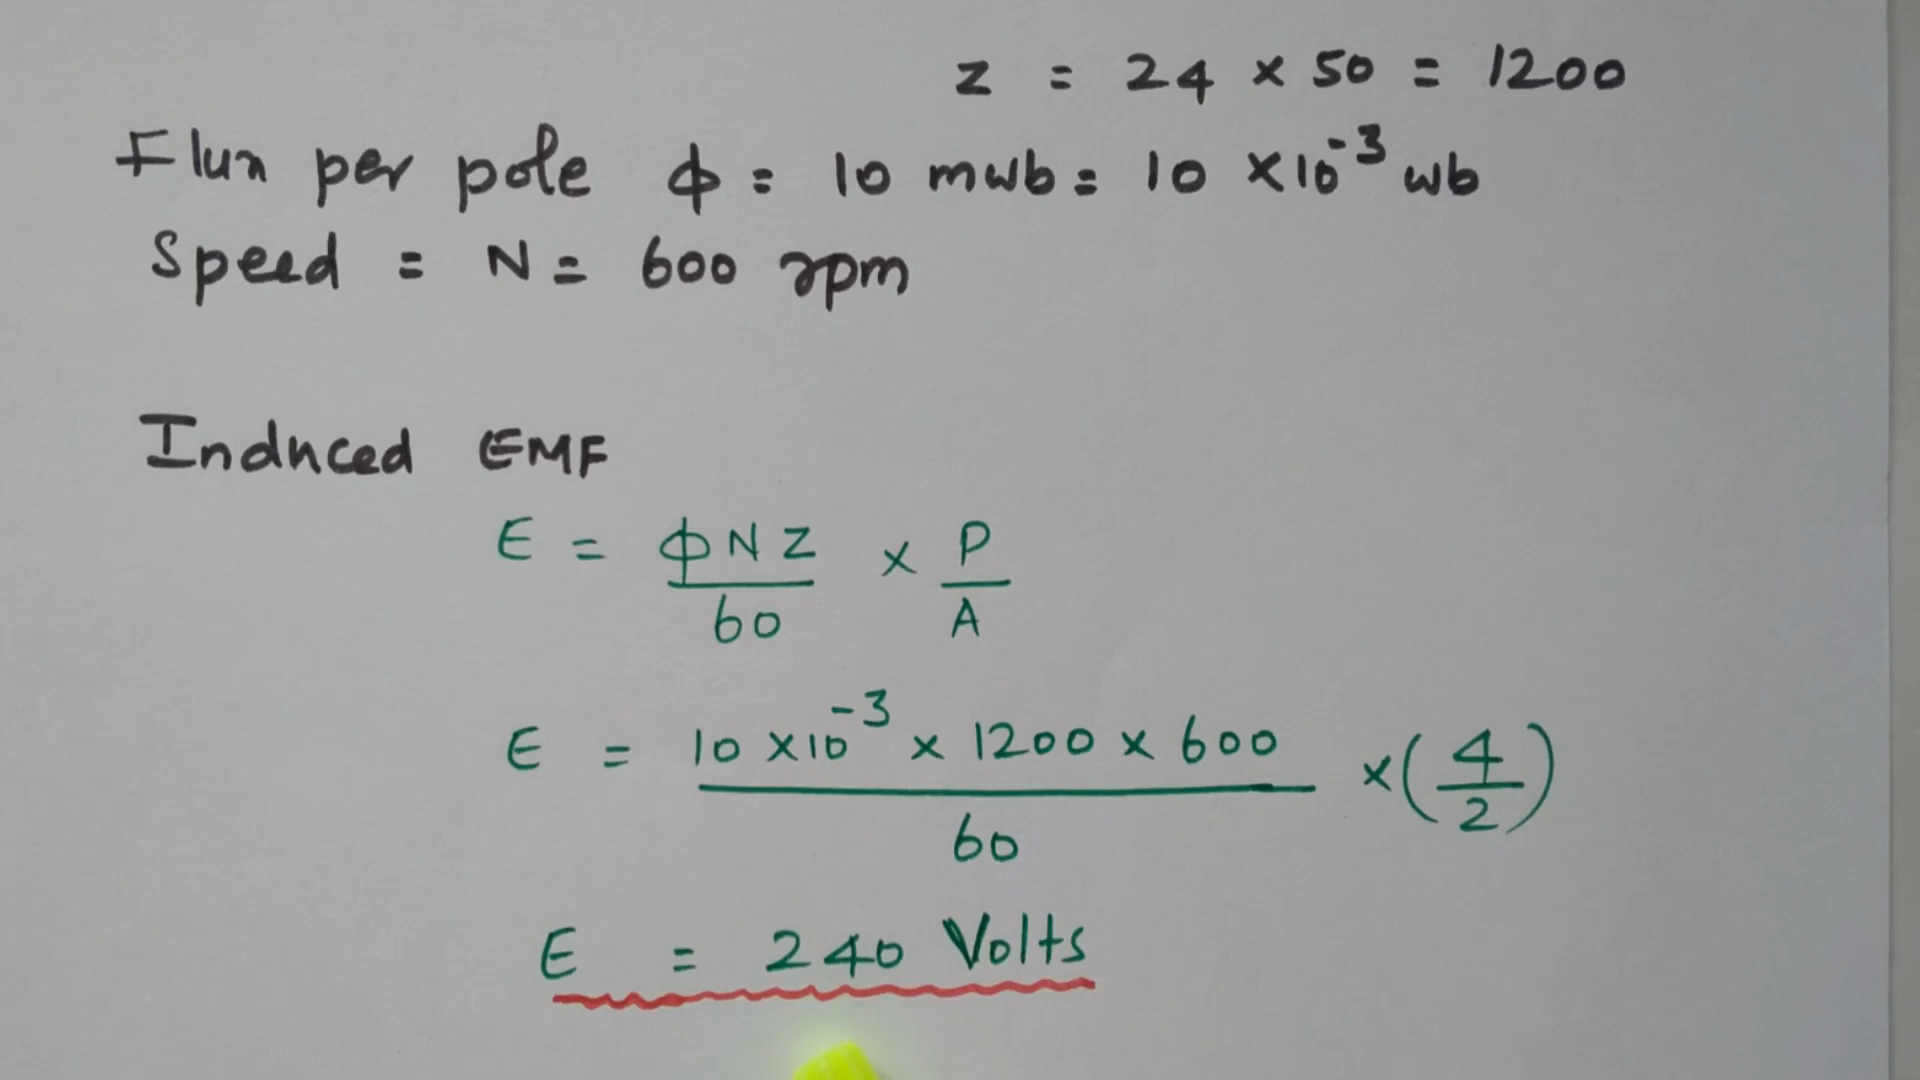 Z = 24 × 50 = 1200
Flux per pole ϕ = 10 mwb = 10 × 10⁻³ wb
Speed = N = 600 rpm
Induced EMF
E = ϕNZ/60 × P/A
E = 10 × 10⁻³ × 1200 × 600/60 × (4/2)
E = 240 Volts